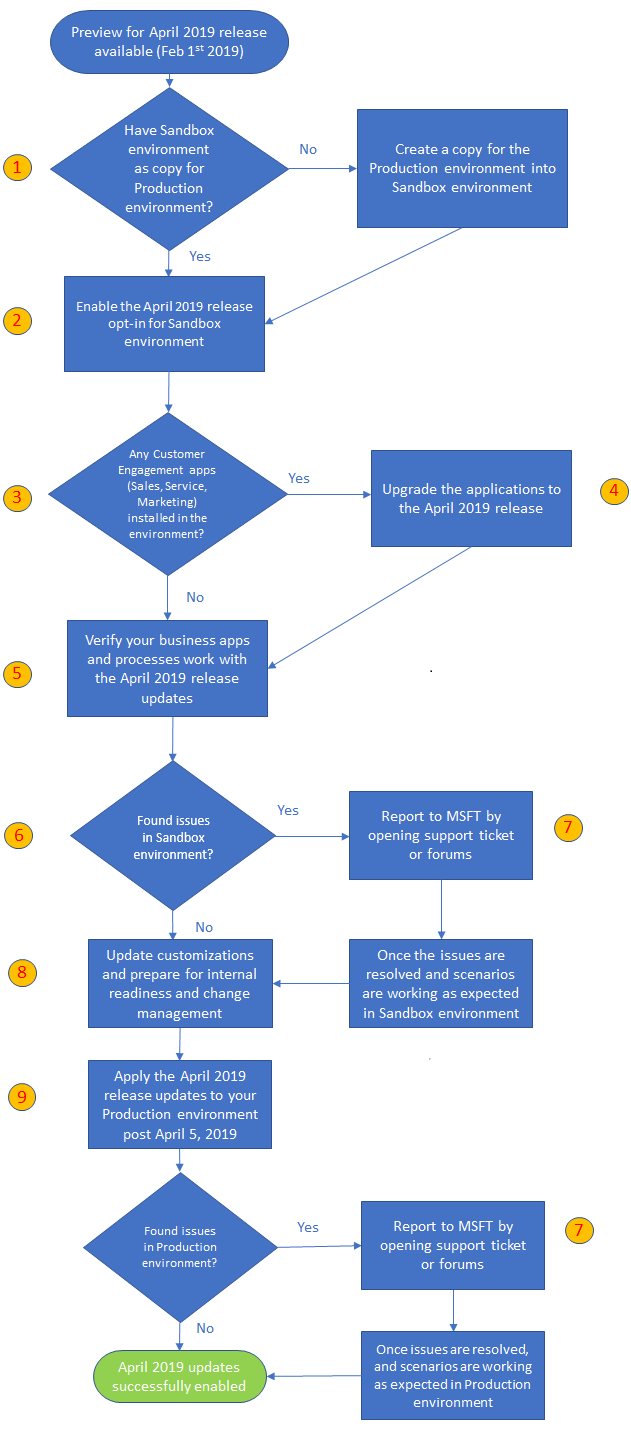 Preview for April 2019 release
available (Feb 1st 2019)
1
Have Sandbox
environment
as copy for
Production
environment?
No
Create a copy for the
Production environment into
Sandbox environment
Yes
2
Enable the April 2019 release
opt-in for Sandbox
environment
3
Any Customer
Engagement apps
(Sales, Service,
Marketing)
installed in the
environment?
Yes
Upgrade the applications to
the April 2019 release
4
No
5
Verify your business apps
and processes work with
the April 2019 release
updates
6
Found issues
in Sandbox
environment?
Yes
Report to MSFT by
opening support ticket
or forums
7
No
8
Update customizations
and prepare for internal
readiness and change
management
Once the issues are
resolved and scenarios
are working as expected
in Sandbox environment
9
Apply the April 2019
release updates to your
Production environment
post April 5, 2019
Found issues
in Production
environment?
Yes
Report to MSFT by
opening support ticket
or forums
7
No
April 2019 updates
successfully enabled
Once issues are resolved,
and scenarios are working
as expected in Production
environment